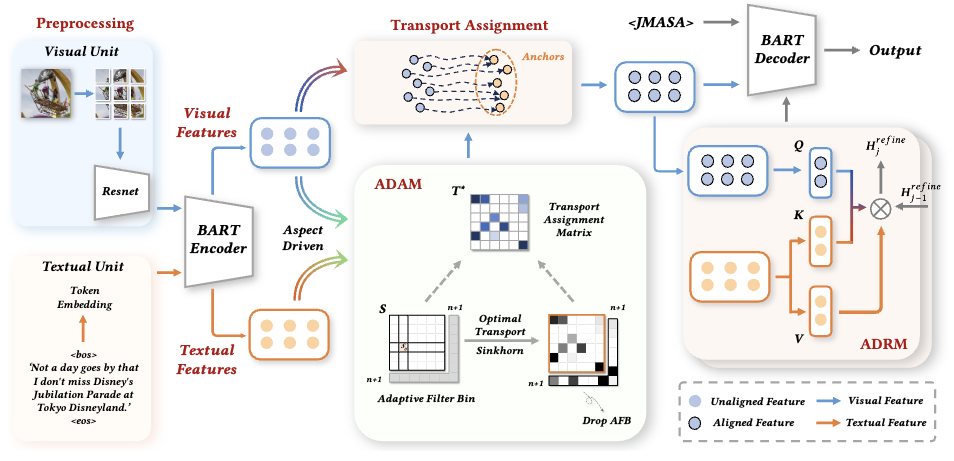 Preprocessing
Visual Unit
Resnet
Textual Unit
Token
Embedding
<bos>
'Not a day goes by that
I don't miss Disney's
Jubilation Parade at
Tokyo Disneyland.'
<eos>
BART
Encoder
Visual
Features
Textual
Features
Aspect
Driven
Transport Assignment
Anchors
ADAM
T*
Transport
Assignment
Matrix
S
n+1
n+1
Adaptive Filter Bin
Optimal
Transport
Sinkhorn
n+1
n+1
Drop AFB
<JMASA>
BART
Decoder
Output
Q
K
V
H_j^refine
H_{j-1}^refine
ADRM
Unaligned Feature
Visual Feature
Aligned Feature
Textual Feature